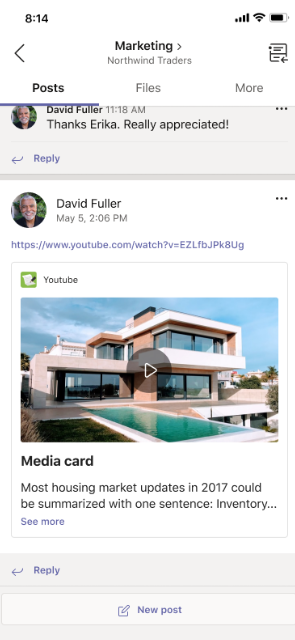 8:14
Marketing >
Northwind Traders
Posts Files More
David Fuller 11:18 AM
Thanks Erika. Really appreciated!
Reply
David Fuller
May 5, 2:06 PM
https://www.youtube.com/watch?v=EZLfbJPk8Ug
Youtube
Media card
Most housing market updates in 2017 could
be summarized with one sentence: Inventory...
See more
Reply
New post